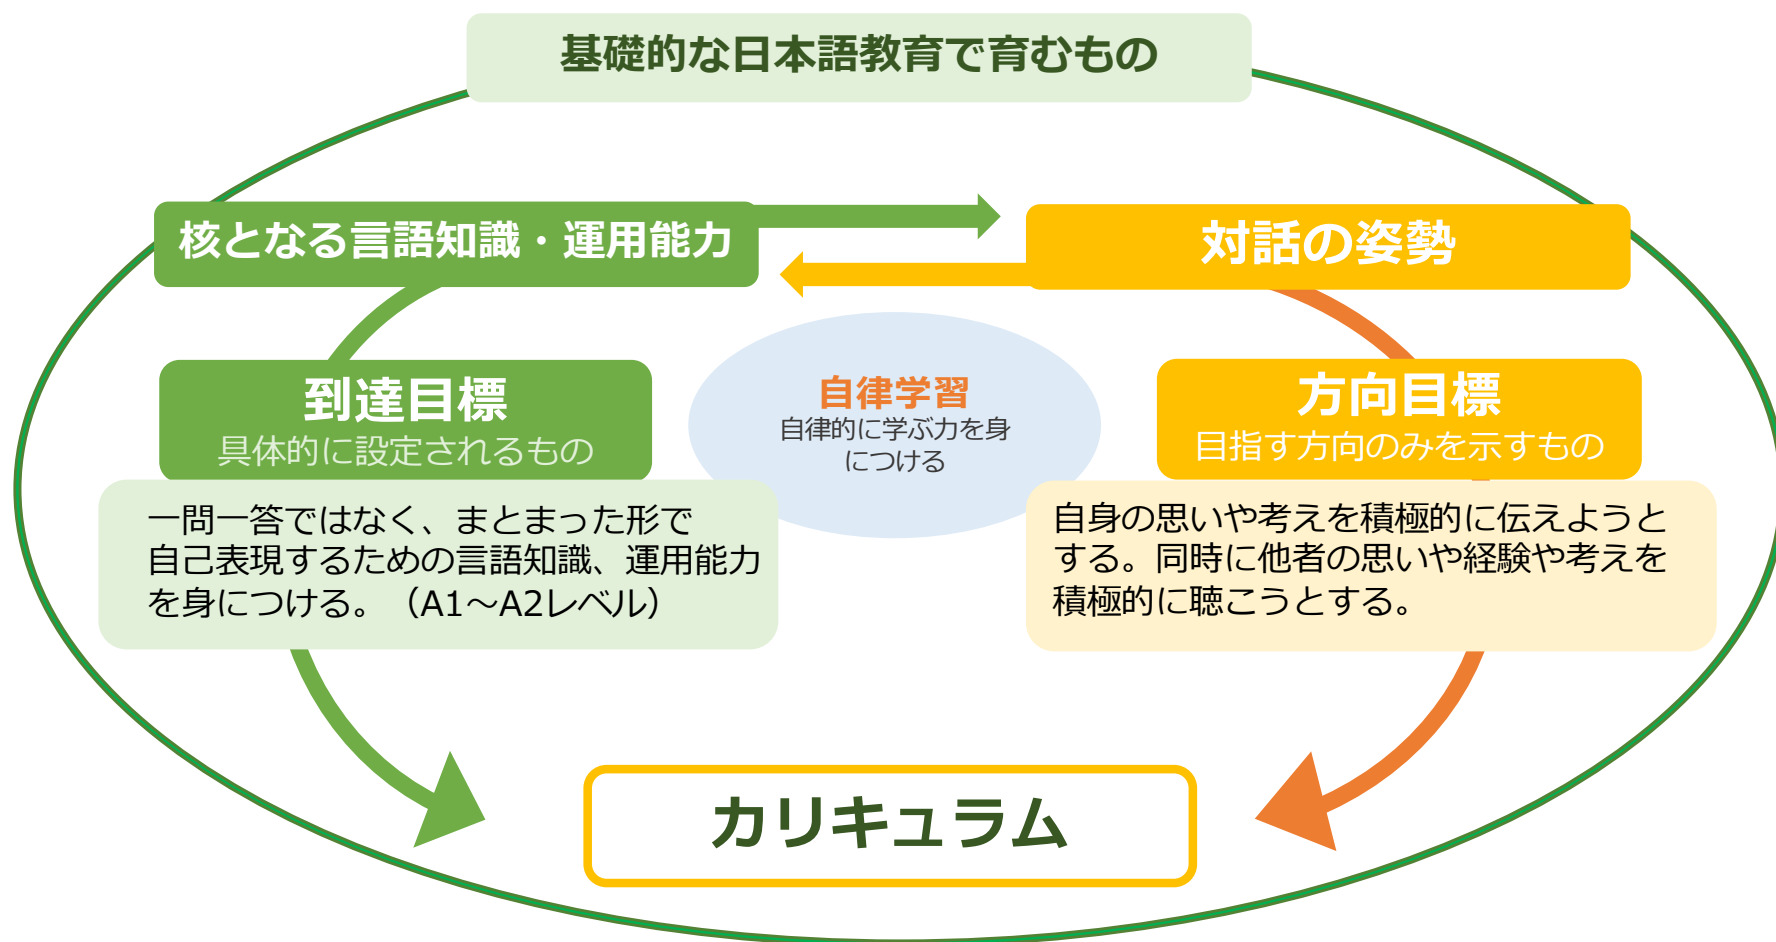 基礎的な日本語教育で育むもの
核となる言語知識・運用能力
対話の姿勢
到達目標
具体的に設定されるもの
一問一答ではなく、まとまった形で
自己表現するための言語知識、運用能力
を身につける。（A1～A2レベル）
自律学習
自律的に学ぶ力を身
につける
方向目標
目指す方向のみを示すもの
自身の思いや考えを積極的に伝えようと
する。同時に他者の思いや経験や考えを
積極的に聴こうとする。
カリキュラム